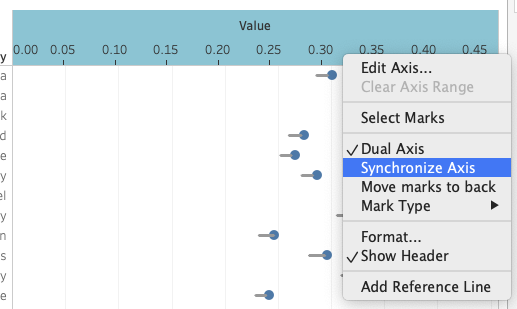 Value
0.00 0.05 0.10 0.15 0.20 0.25 0.30 0.35 0.40 0.45
y
a
a
k
d
e
y
el
y
n
s
y
e
Edit Axis...
Clear Axis Range
Select Marks
✓ Dual Axis
Synchronize Axis
Move marks to back
Mark Type ▶
Format...
✓ Show Header
Add Reference Line